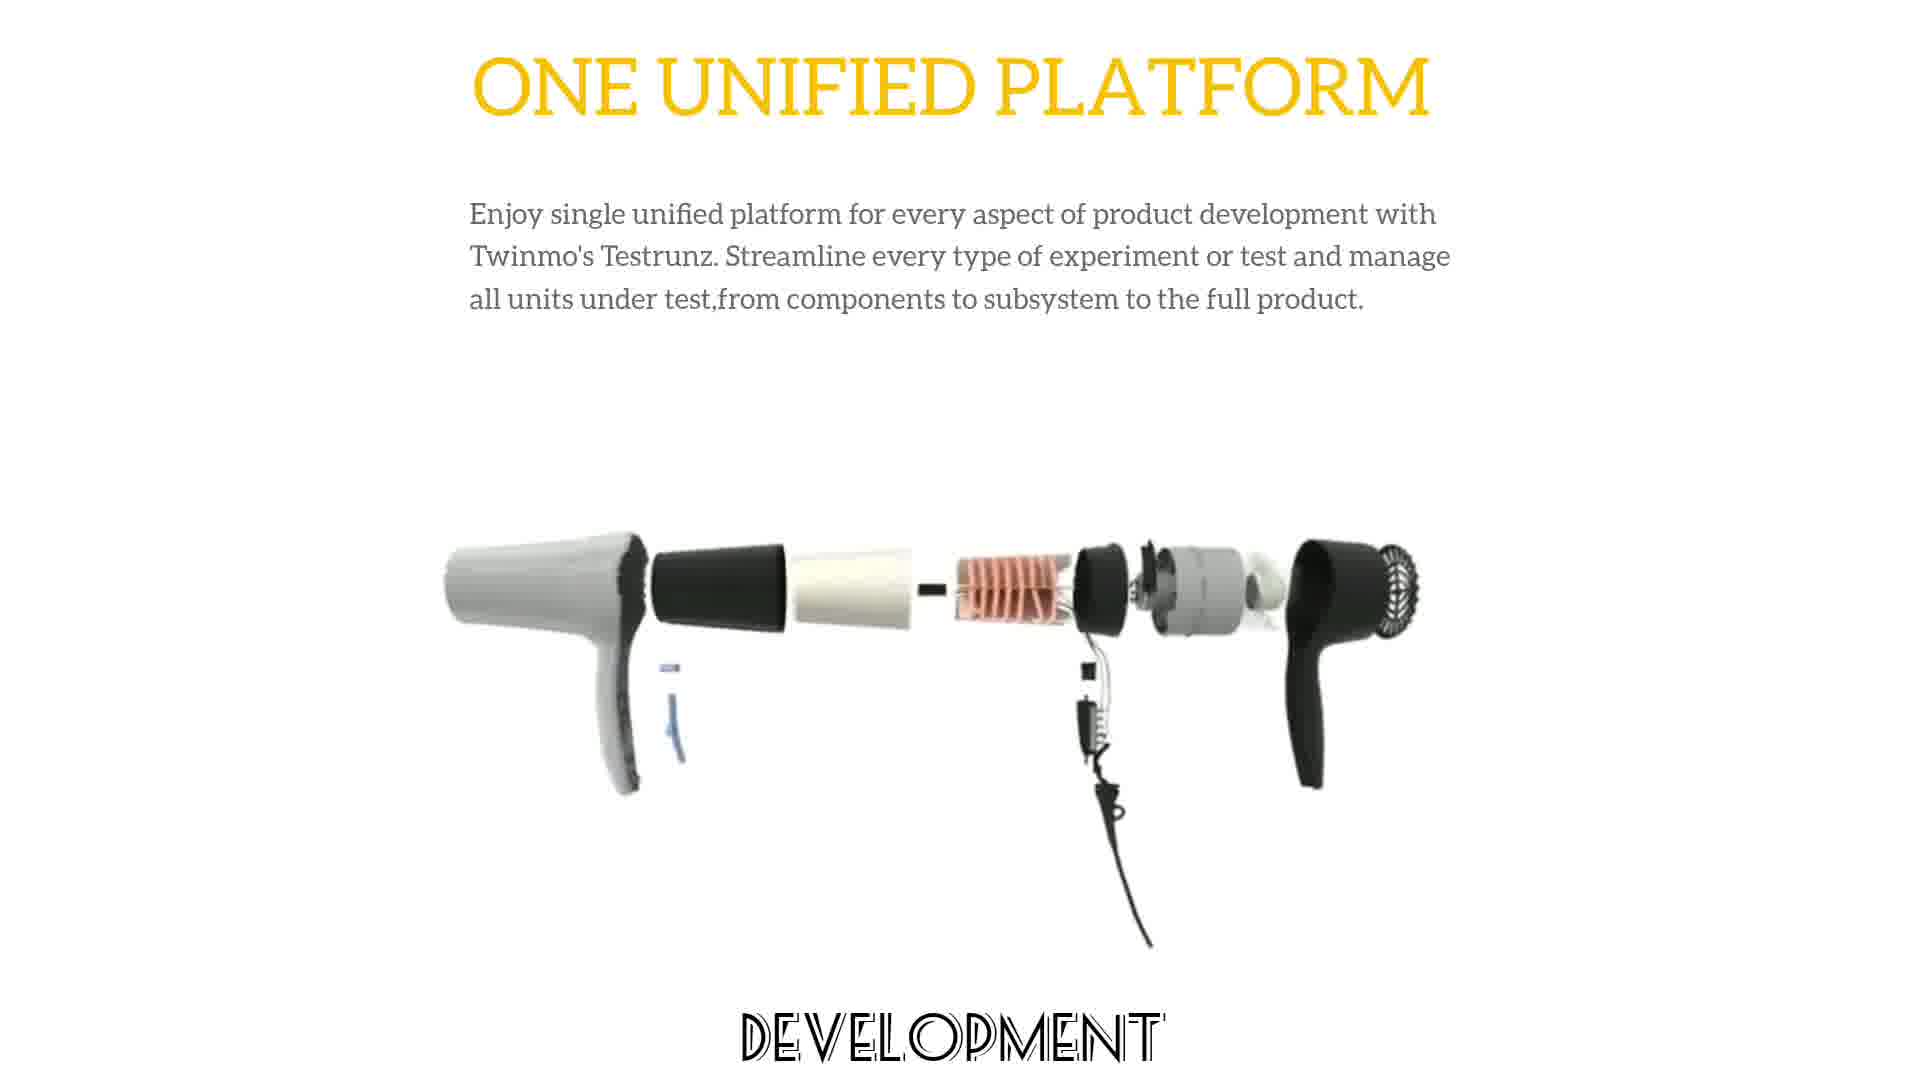 ONE UNIFIED PLATFORM
Enjoy single unified platform for every aspect of product development with
Twinmo's Testrunz. Streamline every type of experiment or test and manage
all units under test,from components to subsystem to the full product.
DEVELOPMENT